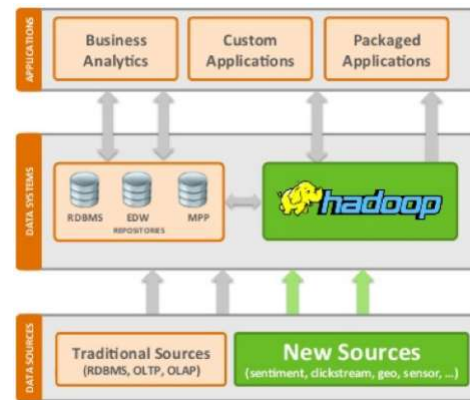 APPLICATIONS
Business
Analytics
Custom
Applications
Packaged
Applications
DATA SYSTEMS
RDBMS
EDW
MPP
REPOSITORIES
hadoop
DATA SOURCES
Traditional Sources
(RDBMS, OLTP, OLAP)
New Sources
(sentiment, clickstream, geo, sensor, ...)